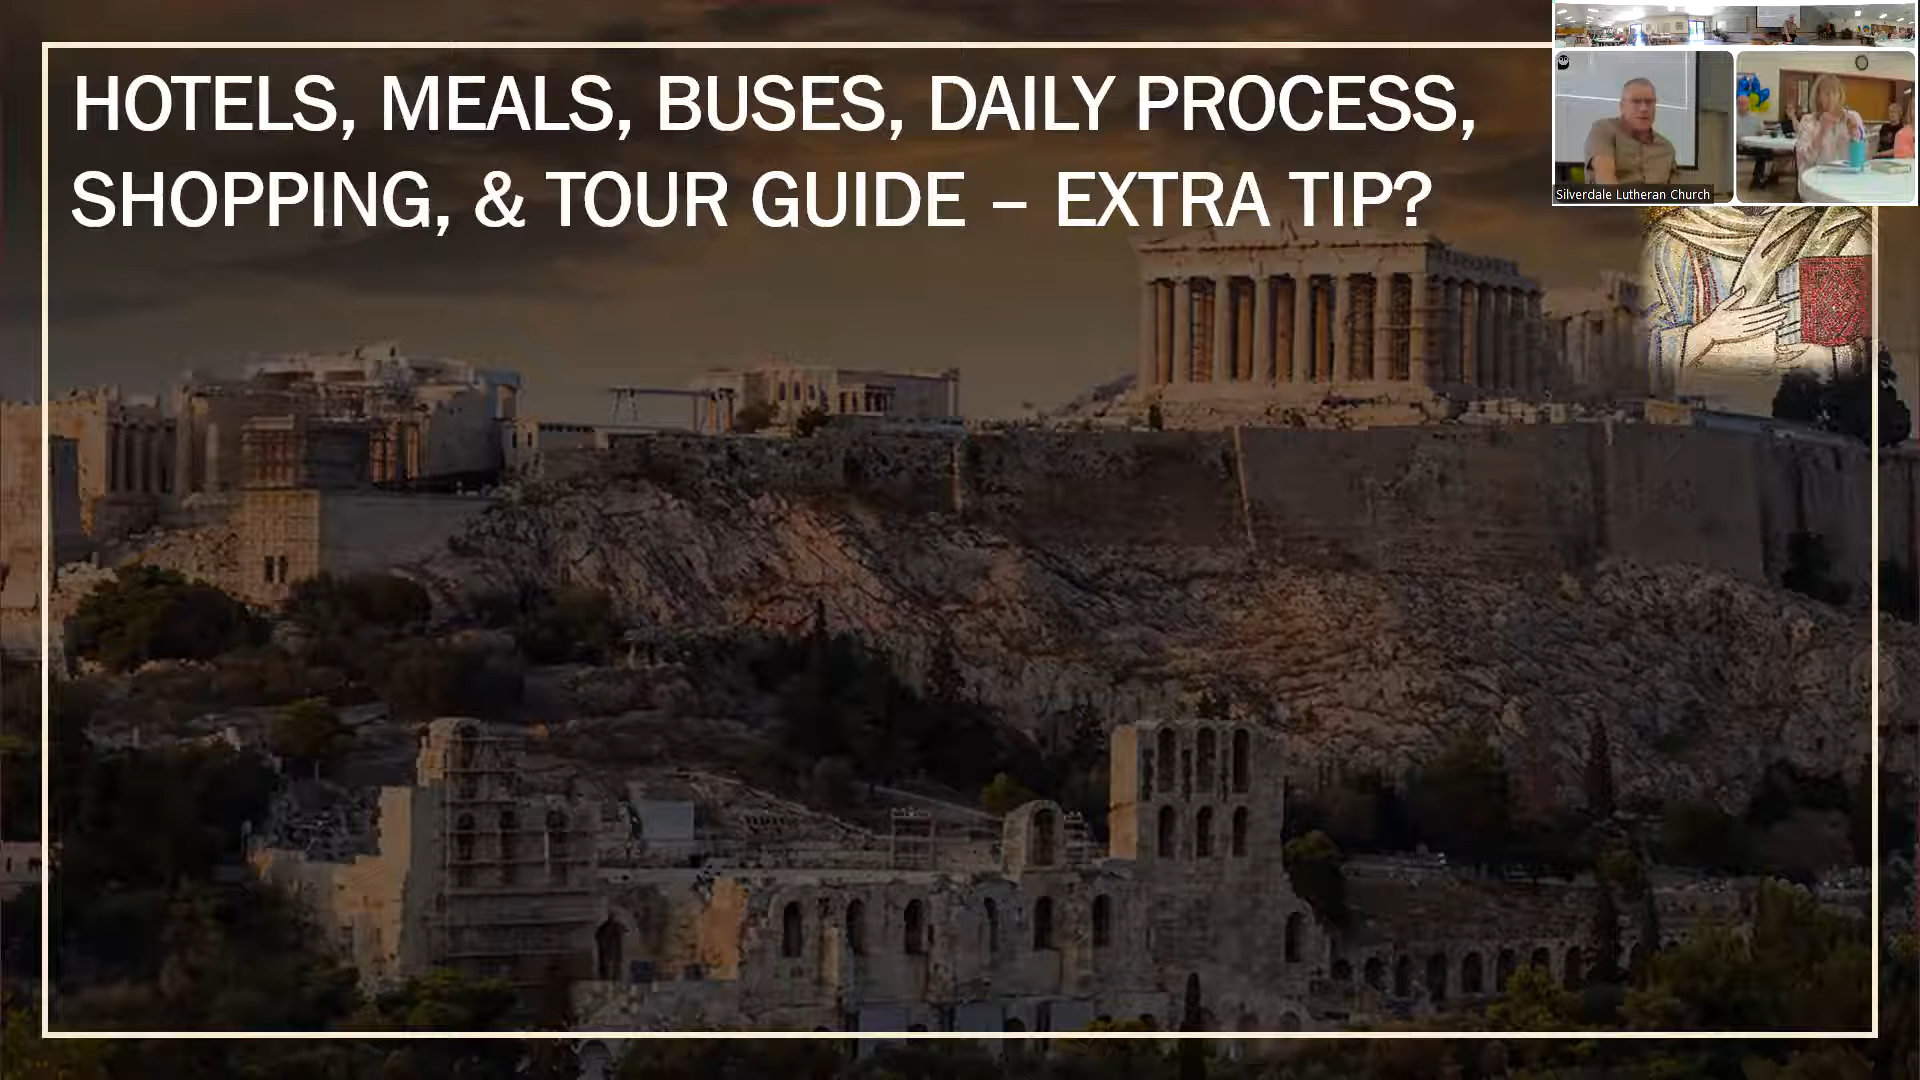 HOTELS, MEALS, BUSES, DAILY PROCESS,
SHOPPING, & TOUR GUIDE – EXTRA TIP?
Silverdale Lutheran Church